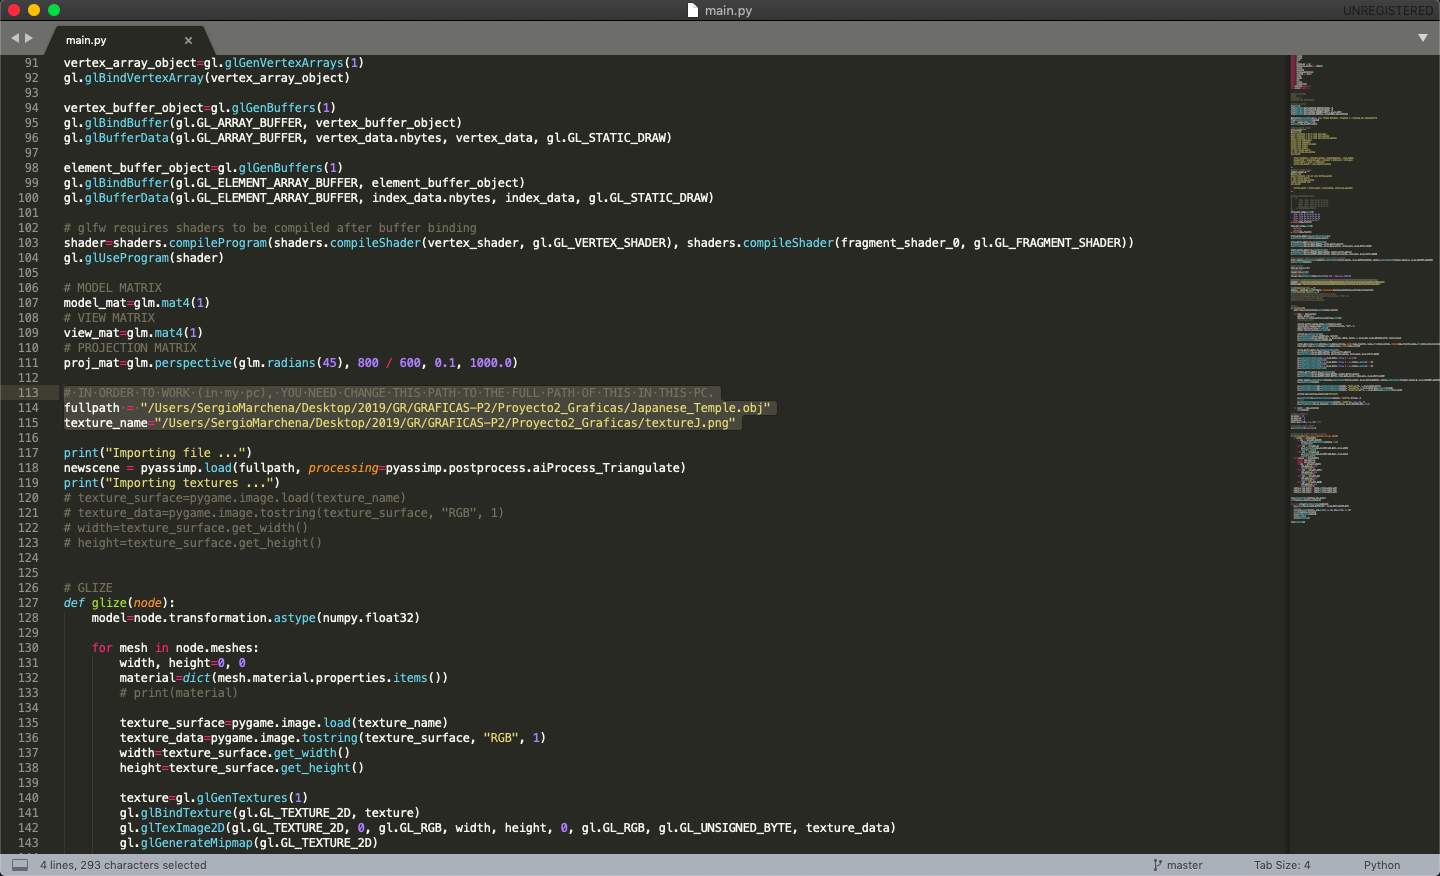 main.py
UNREGISTERED
main.py
91 vertex_array_object=gl.glGenVertexArrays(1)
92 gl.glBindVertexArray(vertex_array_object)
93
94 vertex_buffer_object=gl.glGenBuffers(1)
95 gl.glBindBuffer(gl.GL_ARRAY_BUFFER, vertex_buffer_object)
96 gl.glBufferData(gl.GL_ARRAY_BUFFER, vertex_data.nbytes, vertex_data, gl.GL_STATIC_DRAW)
97
98 element_buffer_object=gl.glGenBuffers(1)
99 gl.glBindBuffer(gl.GL_ELEMENT_ARRAY_BUFFER, element_buffer_object)
100 gl.glBufferData(gl.GL_ELEMENT_ARRAY_BUFFER, index_data.nbytes, index_data, gl.GL_STATIC_DRAW)
101
102 # glfw requires shaders to be compiled after buffer binding
103 shader=shaders.compileProgram(shaders.compileShader(vertex_shader, gl.GL_VERTEX_SHADER), shaders.compileShader(fragment_shader_0, gl.GL_FRAGMENT_SHADER))
104 gl.glUseProgram(shader)
105
106 # MODEL MATRIX
107 model_mat=glm.mat4(1)
108 # VIEW MATRIX
109 view_mat=glm.mat4(1)
110 # PROJECTION MATRIX
111 proj_mat=glm.perspective(glm.radians(45), 800 / 600, 0.1, 1000.0)
112
113 # IN ORDER TO WORK (in my pc), YOU NEED CHANGE THIS PATH TO THE FULL PATH OF THIS IN THIS PC.
114 fullpath = "/Users/SergioMarchena/Desktop/2019/GR/GRAFICAS-P2/Proyecto2_Graficas/Japanese_Temple.obj"
115 texture_name="/Users/SergioMarchena/Desktop/2019/GR/GRAFICAS-P2/Proyecto2_Graficas/textureJ.png"
116
117 print("Importing file ...")
118 newscene = pyassimp.load(fullpath, processing=pyassimp.postprocess.aiProcess_Triangulate)
119 print("Importing textures ...")
120 # texture_surface=pygame.image.load(texture_name)
121 # texture_data=pygame.image.tostring(texture_surface, "RGB", 1)
122 # width=texture_surface.get_width()
123 # height=texture_surface.get_height()
124
125
126 # GLIZE
127 def glize(node):
128 model=node.transformation.astype(numpy.float32)
129
130 for mesh in node.meshes:
131 width, height=0, 0
132 material=dict(mesh.material.properties.items())
133 # print(material)
134
135 texture_surface=pygame.image.load(texture_name)
136 texture_data=pygame.image.tostring(texture_surface, "RGB", 1)
137 width=texture_surface.get_width()
138 height=texture_surface.get_height()
139
140 texture=gl.glGenTextures(1)
141 gl.glBindTexture(gl.GL_TEXTURE_2D, texture)
142 gl.glTexImage2D(gl.GL_TEXTURE_2D, 0, gl.GL_RGB, width, height, 0, gl.GL_RGB, gl.GL_UNSIGNED_BYTE, texture_data)
143 gl.glGenerateMipmap(gl.GL_TEXTURE_2D)
4 lines, 293 characters selected
master
Tab Size: 4
Python